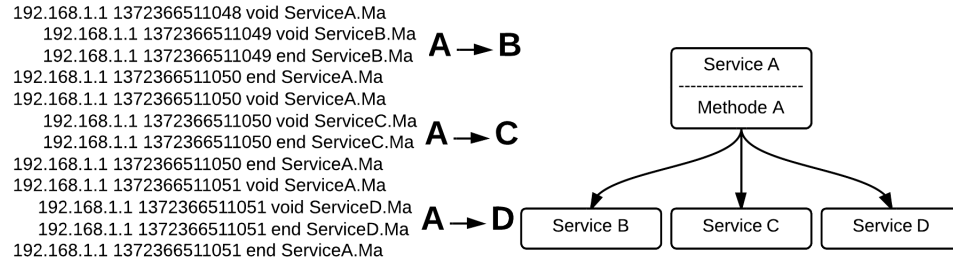 192.168.1.1 1372366511048 void ServiceA.Ma
192.168.1.1 1372366511049 void ServiceB.Ma
192.168.1.1 1372366511049 end ServiceB.Ma
A B
192.168.1.1 1372366511050 end ServiceA.Ma
192.168.1.1 1372366511050 void ServiceA.Ma
192.168.1.1 1372366511050 void ServiceC.Ma
192.168.1.1 1372366511050 end ServiceC.Ma
A C
192.168.1.1 1372366511050 end ServiceA.Ma
192.168.1.1 1372366511051 void ServiceA.Ma
192.168.1.1 1372366511051 void ServiceD.Ma
192.168.1.1 1372366511051 end ServiceD.Ma
A D
192.168.1.1 1372366511051 end ServiceA.Ma
Service A
Methode A
Service B
Service C
Service D